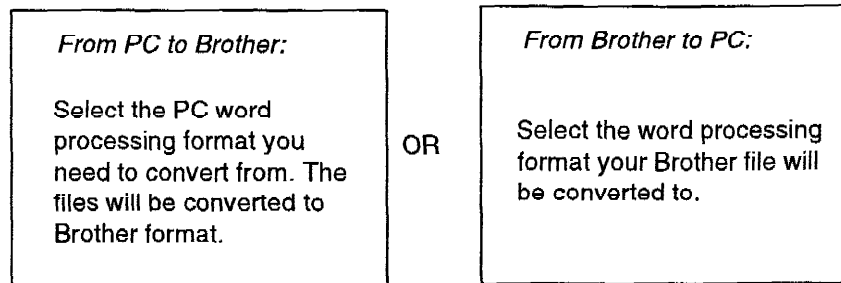 From PC to Brother:
Select the PC word
processing format you
need to convert from. The
files will be converted to
Brother format.
OR
From Brother to PC:
Select the word processing
format your Brother file will
be converted to.